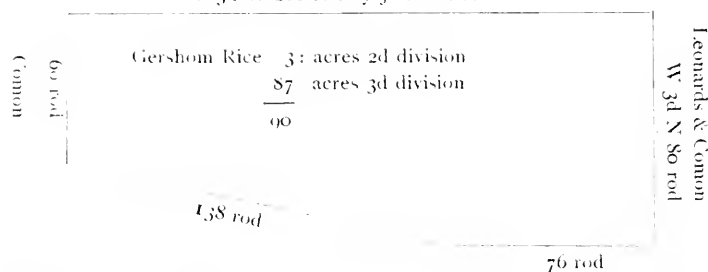 Gershom Rice 3: acres 2d division
87 acres 3d division
90
60 rod
Comon
Leonards & Comon
W 3d N 80 rod
138 rod
76 rod